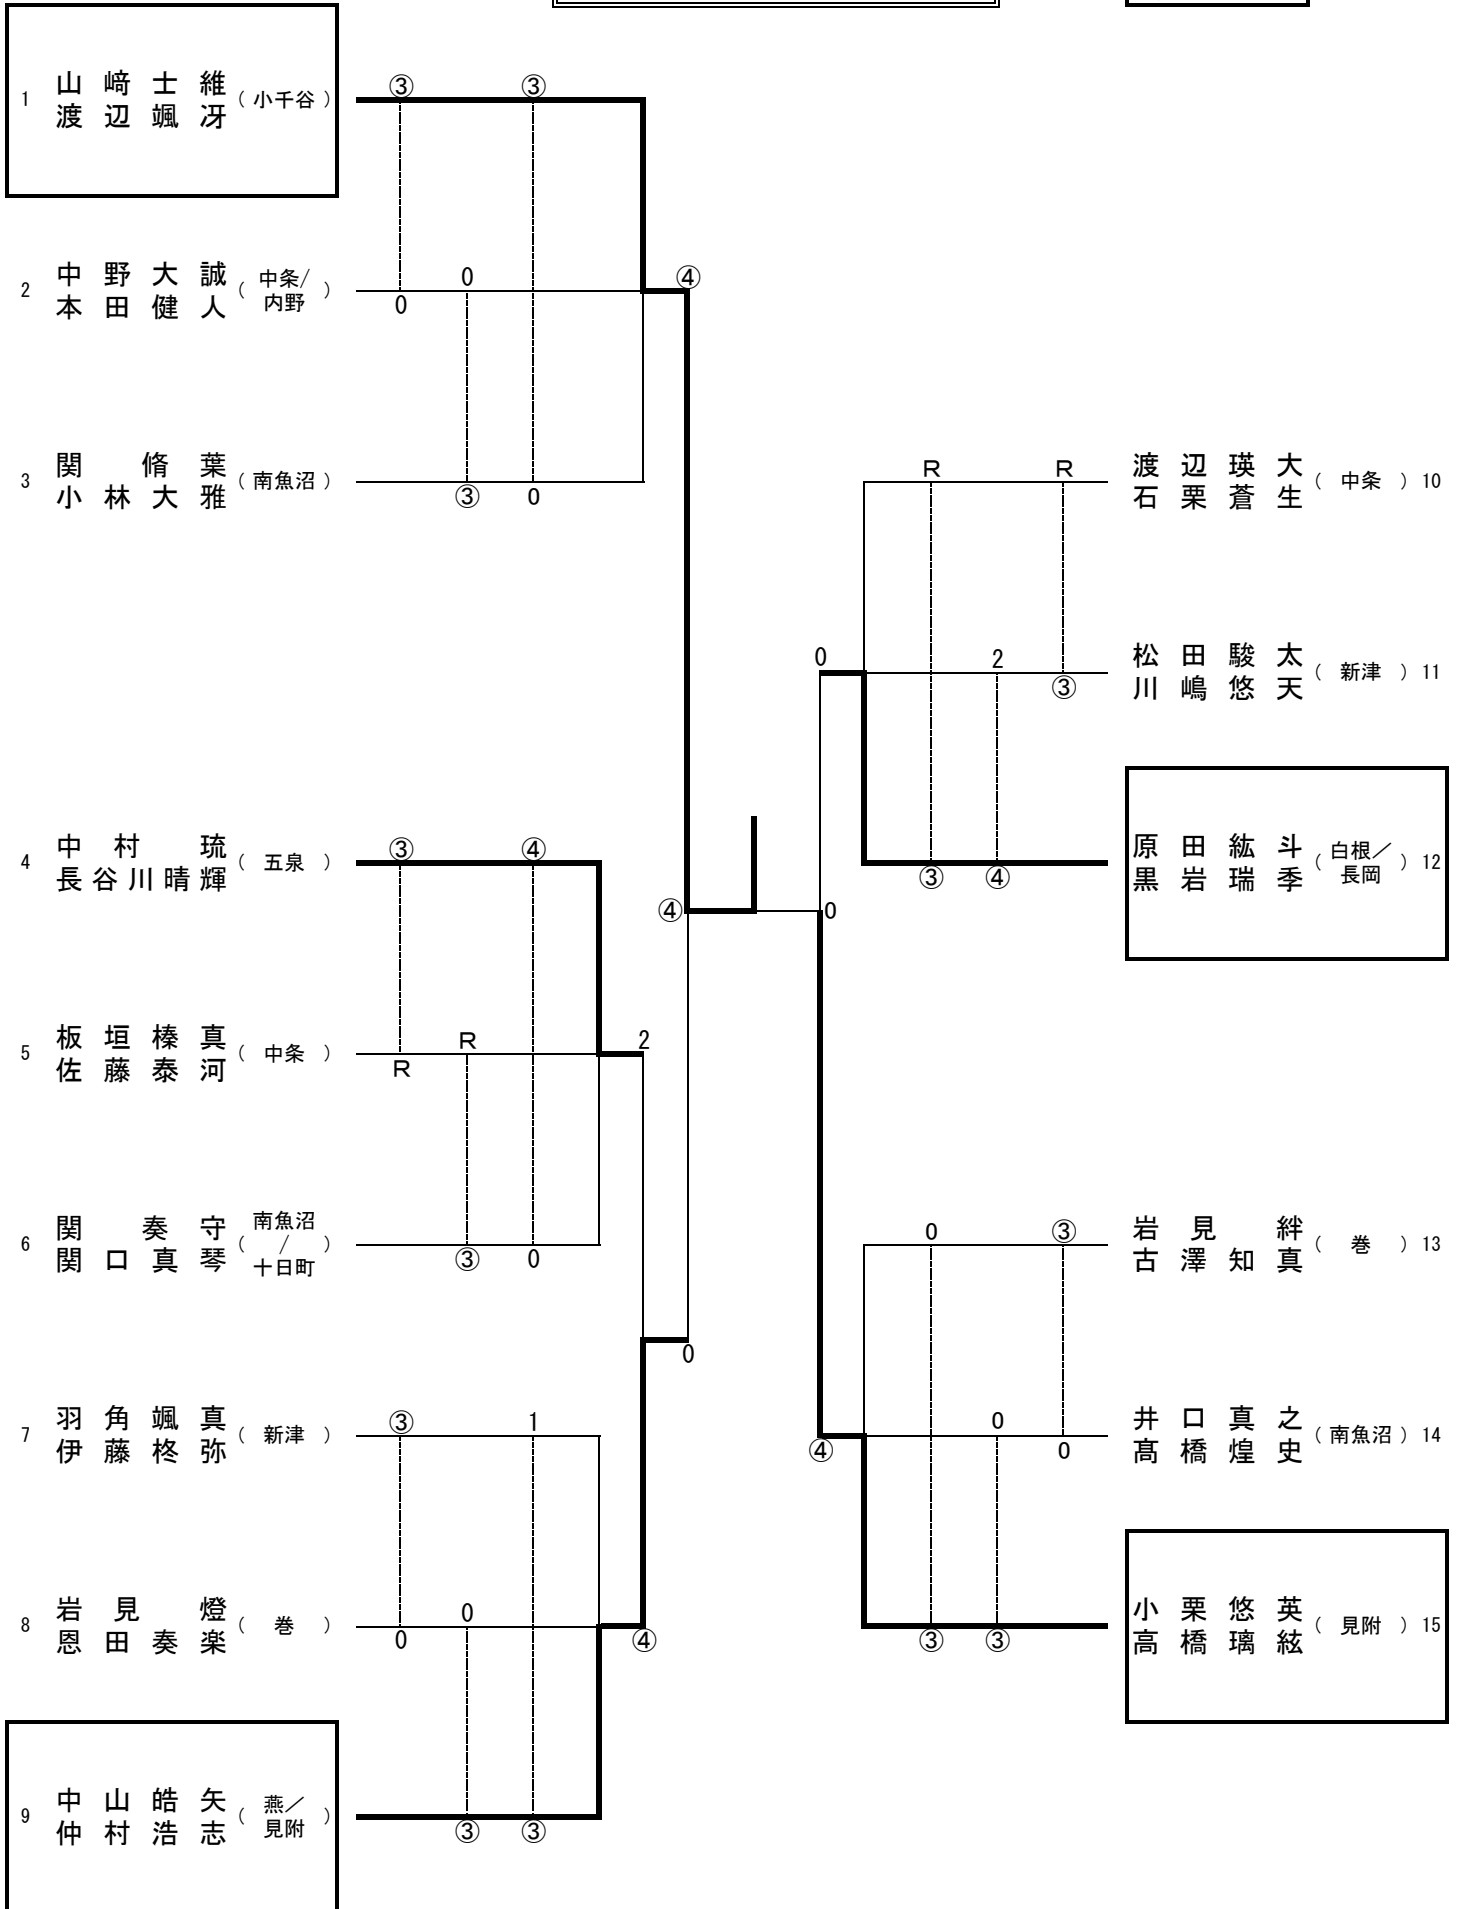 ③ ③
1 山﨑士維 (小千谷)
渡辺颯冴
2 中野大誠 (中条/
本田健人 内野)
0
0
④
3 関脩葉 (南魚沼)
小林大雅
③ 0
R R
渡辺瑛大 (中条) 10
石栗蒼生
0
2
③
松田駿太 (新津) 11
川嶋悠天
4 中村琉 (五泉)
長谷川晴輝
③ ④
④
0
③ ④
原田紘斗 (白根/
黒岩瑞季 長岡) 12
5 板垣榛真 (中条)
佐藤泰河
R
R
2
6 関奏守 (南魚沼
/
関口真琴 十日町)
③ 0
0 ③
岩見絆 (巻) 13
古澤知真
0
7 羽角颯真 (新津)
伊藤柊弥
③ 1
④
0
0
井口真之 (南魚沼) 14
髙橋煌史
8 岩見燈 (巻)
恩田奏楽
0
0
④
③ ③
小栗悠英 (見附) 15
高橋璃絃
9 中山皓矢 (燕/
仲村浩志 見附)
③ ③